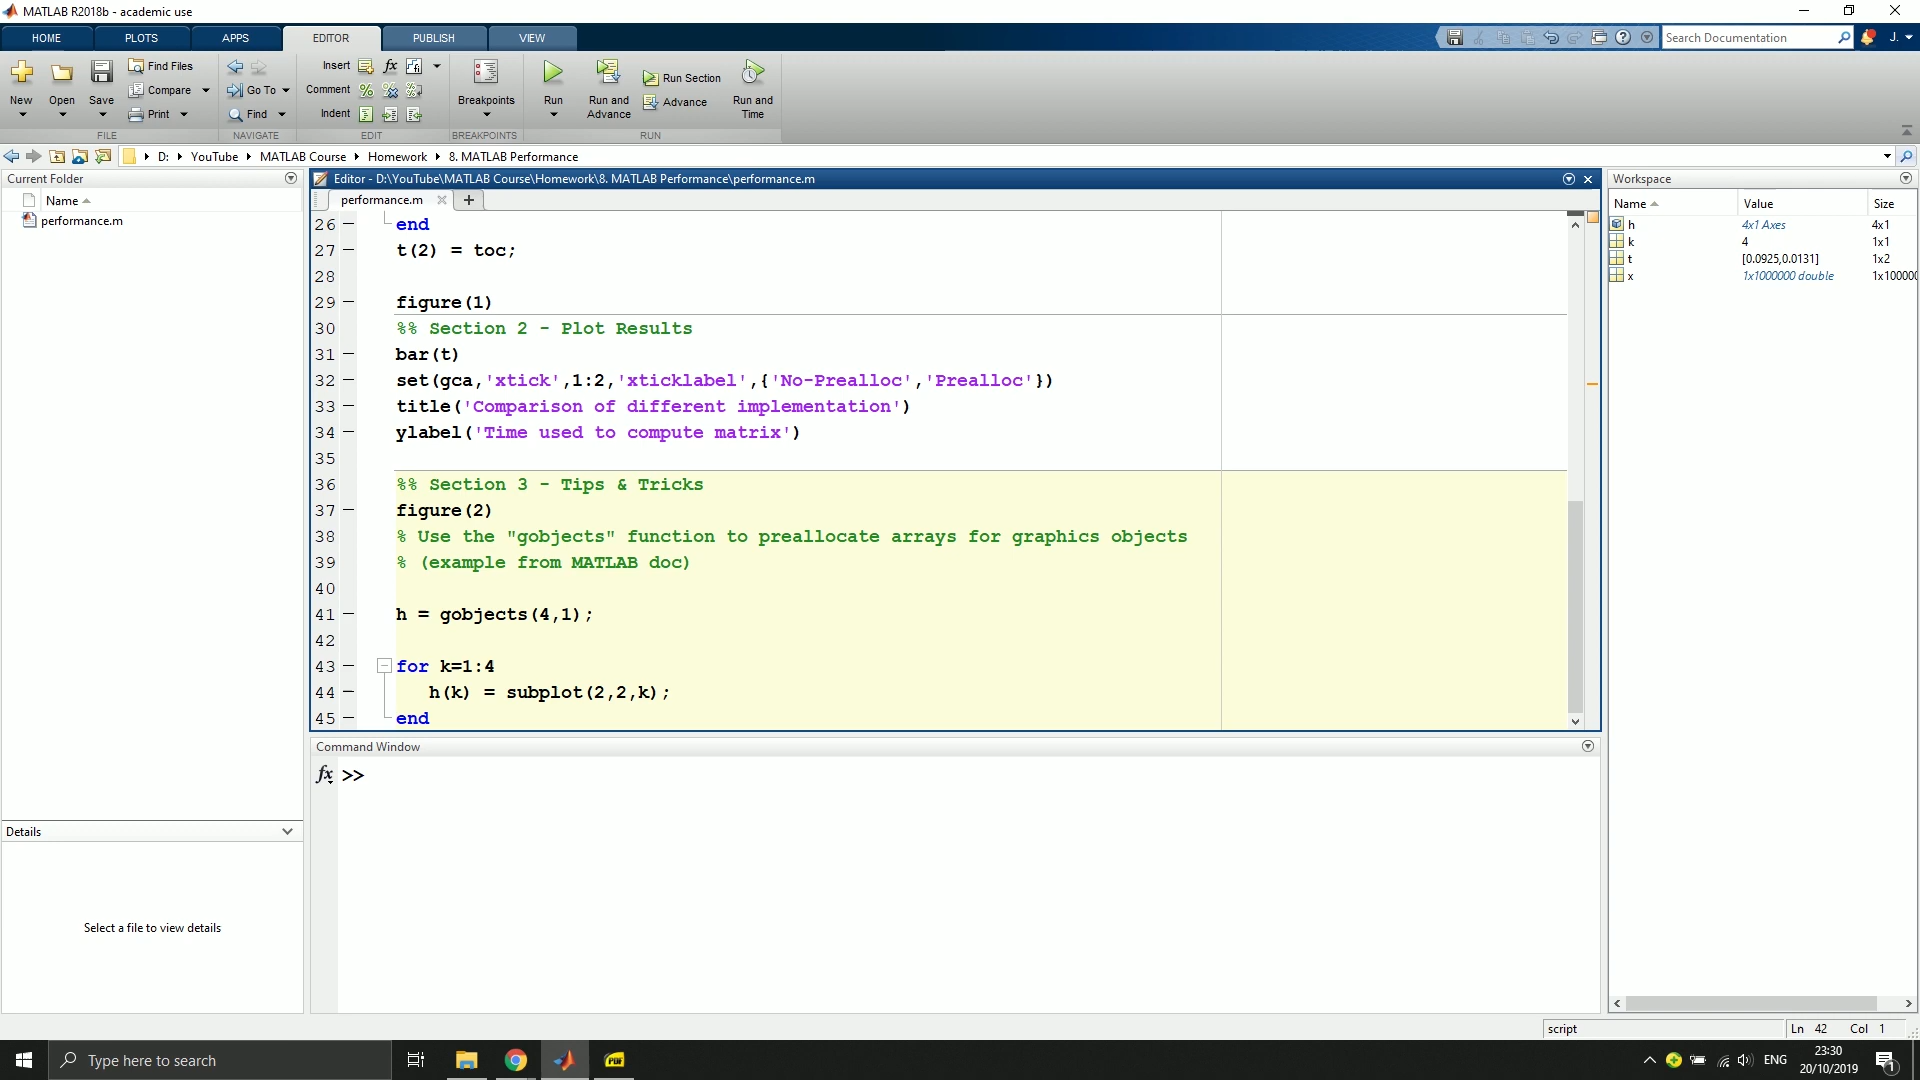 MATLAB R2018b - academic use
HOME PLOTS APPS EDITOR PUBLISH VIEW
Search Documentation
J.
New Open Save
Find Files
Compare
Print
FILE
Go To
Find
NAVIGATE
Insert fx
Comment
Indent
EDIT
Breakpoints
BREAKPOINTS
Run
Run and Advance
Run Section
Advance
Run and Time
RUN
D: YouTube MATLAB Course Homework 8. MATLAB Performance
Current Folder
Name
performance.m
Details
Select a file to view details
Editor - D:\YouTube\MATLAB Course\Homework\8. MATLAB Performance\performance.m
performance.m
26 end
27 t(2) = toc;
28
29 figure(1)
30 %% Section 2 - Plot Results
31 bar(t)
32 set(gca,'xtick',1:2,'xticklabel',{'No-Prealloc','Prealloc'})
33 title('Comparison of different implementation')
34 ylabel('Time used to compute matrix')
35
36 %% Section 3 - Tips & Tricks
37 figure(2)
38 % Use the "gobjects" function to preallocate arrays for graphics objects
39 % (example from MATLAB doc)
40
41 h = gobjects(4,1);
42
43 for k=1:4
44 h(k) = subplot(2,2,k);
45 end
Command Window
fx >>
Workspace
Name Value Size
h 4x1 Axes 4x1
k 4 1x1
t [0.0925,0.0131] 1x2
x 1x1000000 double 1x100000
script Ln 42 Col 1
Type here to search
PDF
ENG
23:30
20/10/2019
1